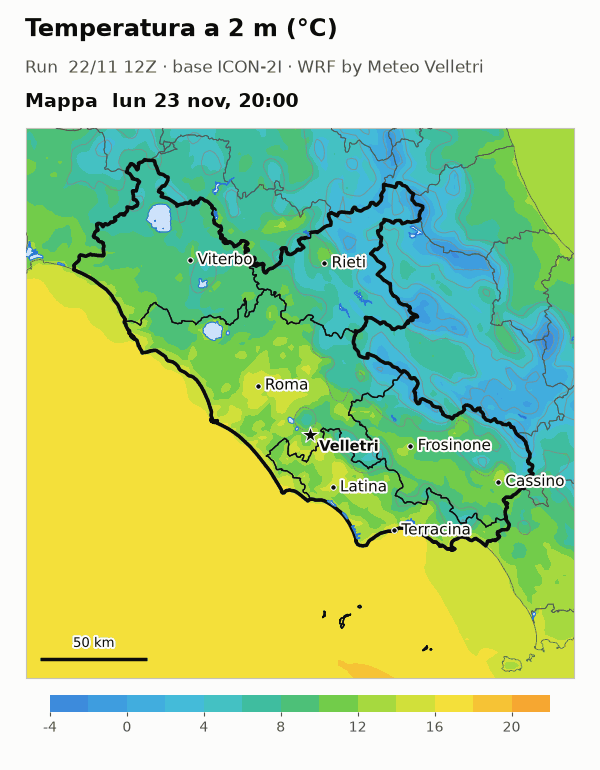 Temperatura a 2 m (°C)
Run  22/11 12Z · base ICON-2I · WRF by Meteo Velletri
Mappa  lun 23 nov, 20:00
Viterbo
Rieti
Roma
Velletri
Frosinone
Cassino
Latina
Terracina
50 km
-4 0 4 8 12 16 20